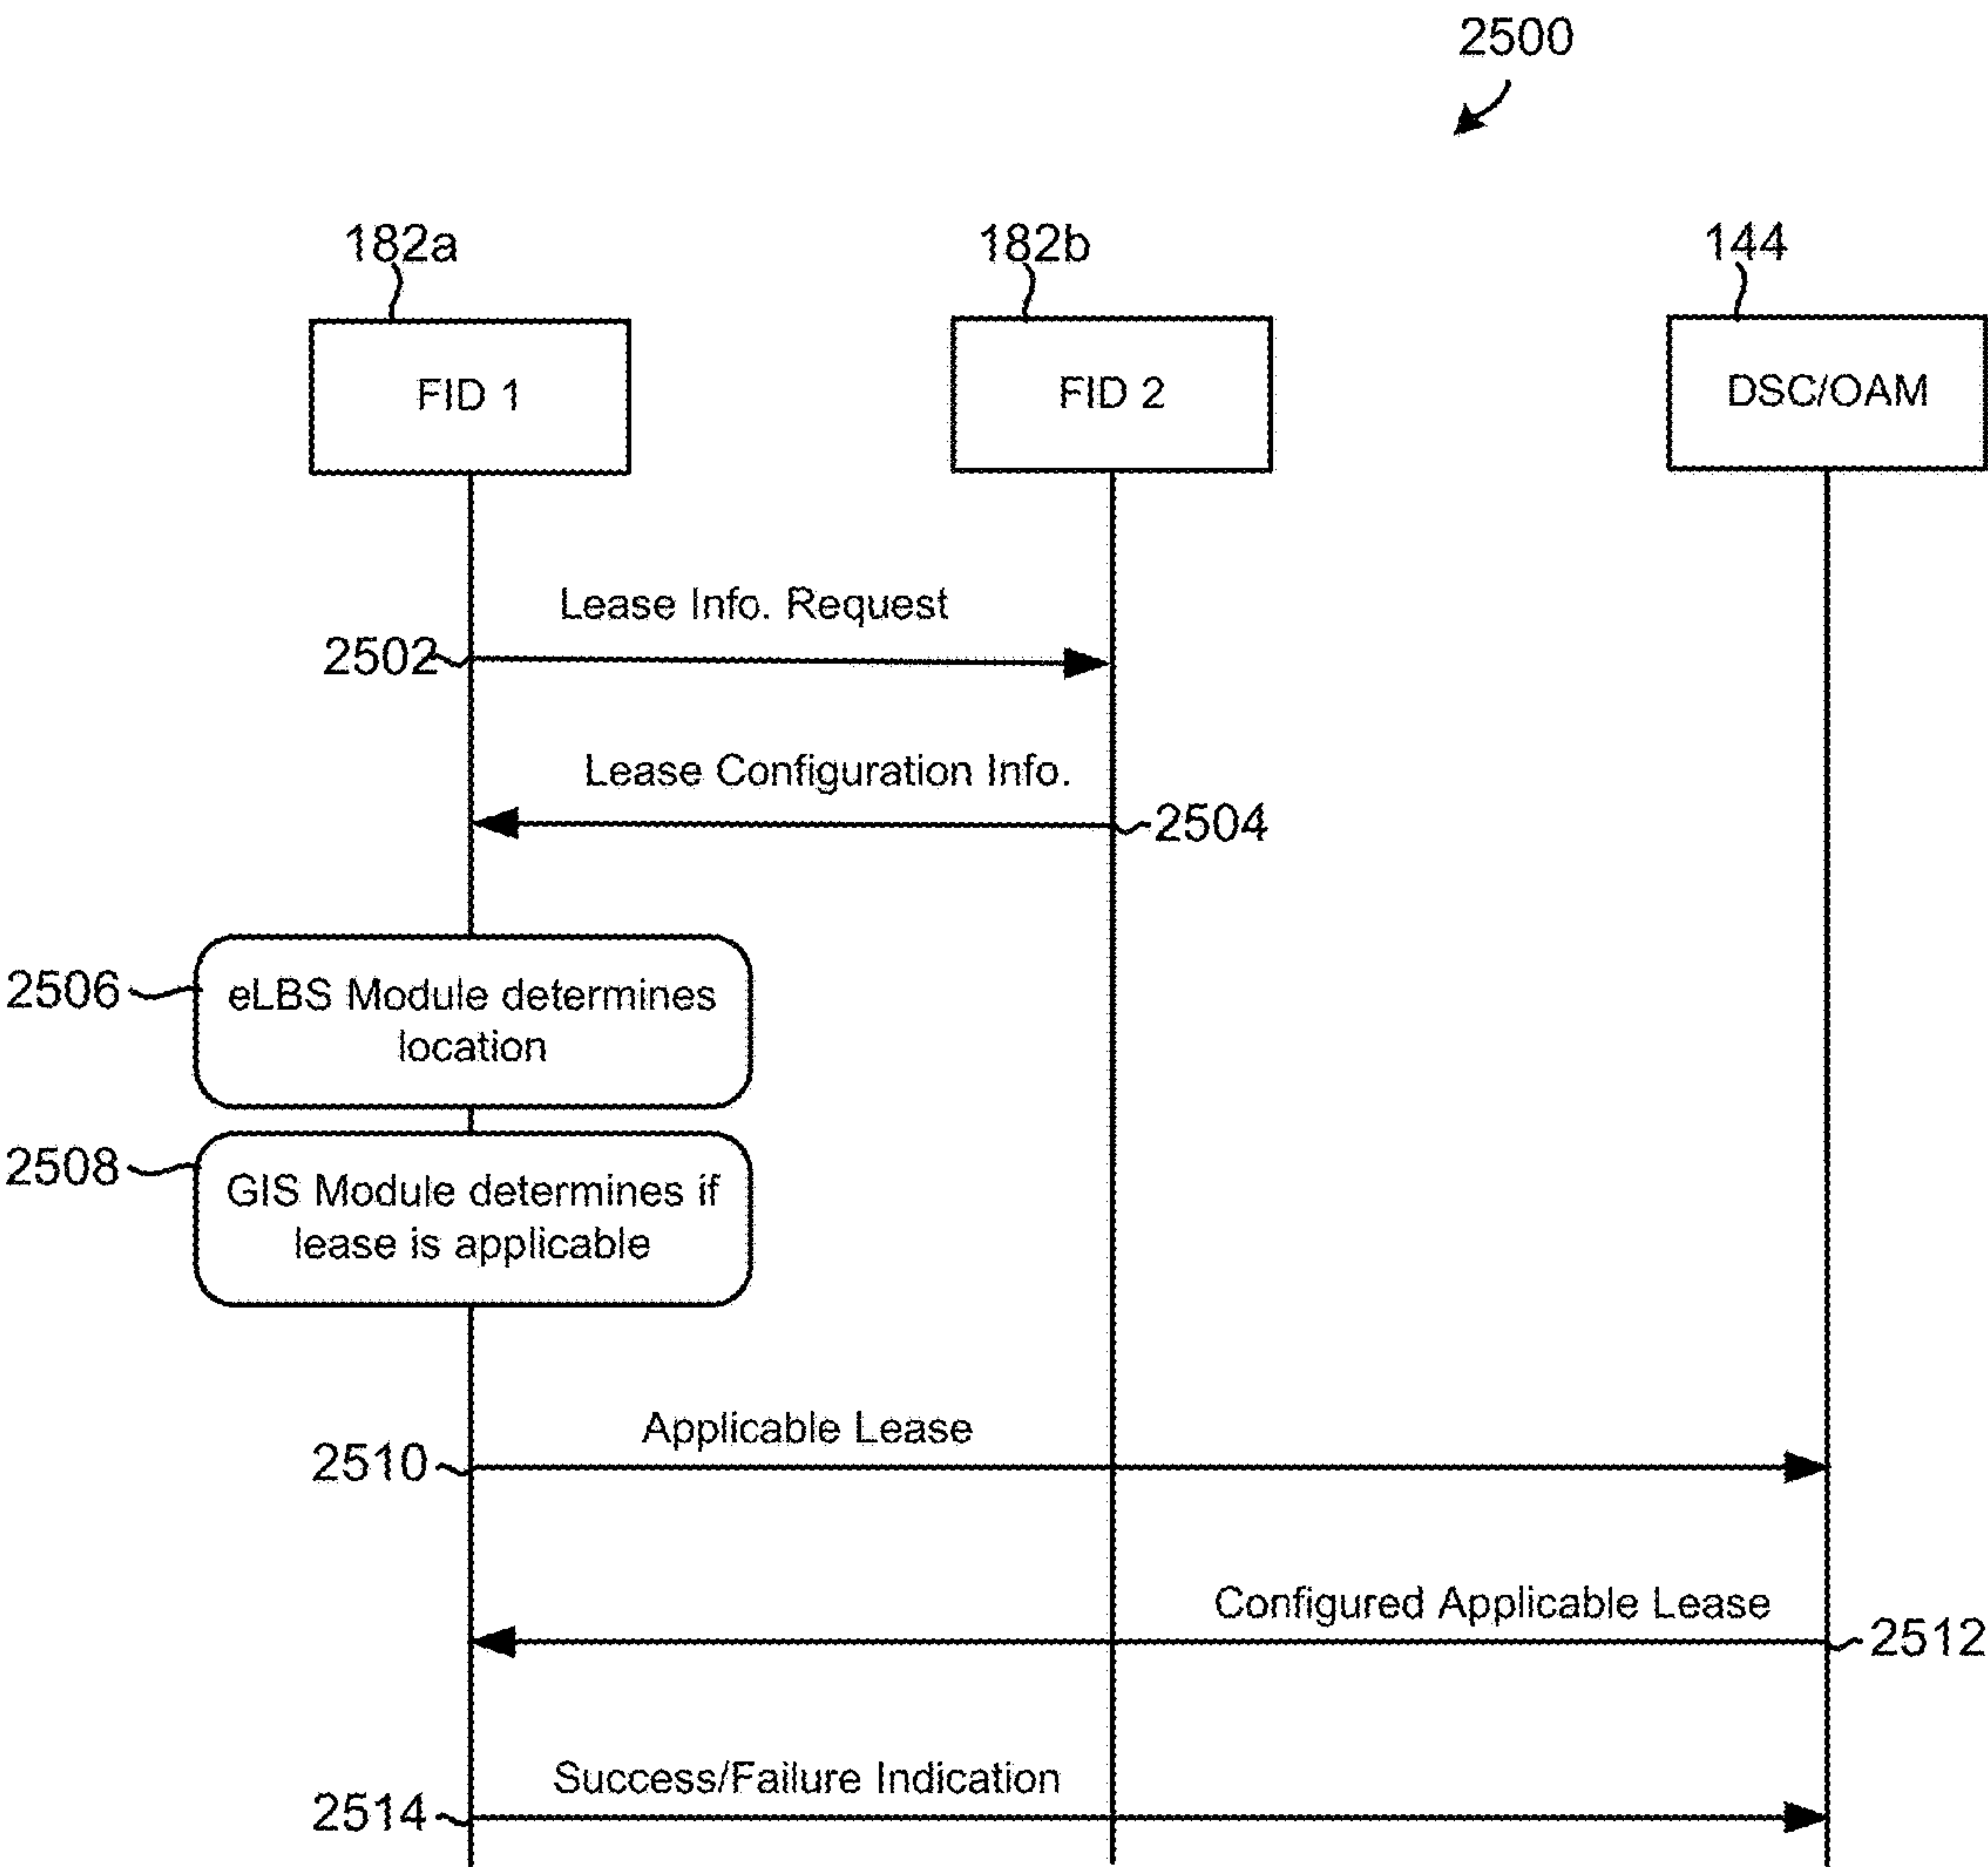 2500
182a
182b
144
FID 1
FID 2
DSC/OAM
Lease Info. Request
2502
Lease Configuration Info.
2504
2506
eLBS Module determines
location
2508
GIS Module determines if
lease is applicable
Applicable Lease
2510
Configured Applicable Lease
2512
Success/Failure Indication
2514